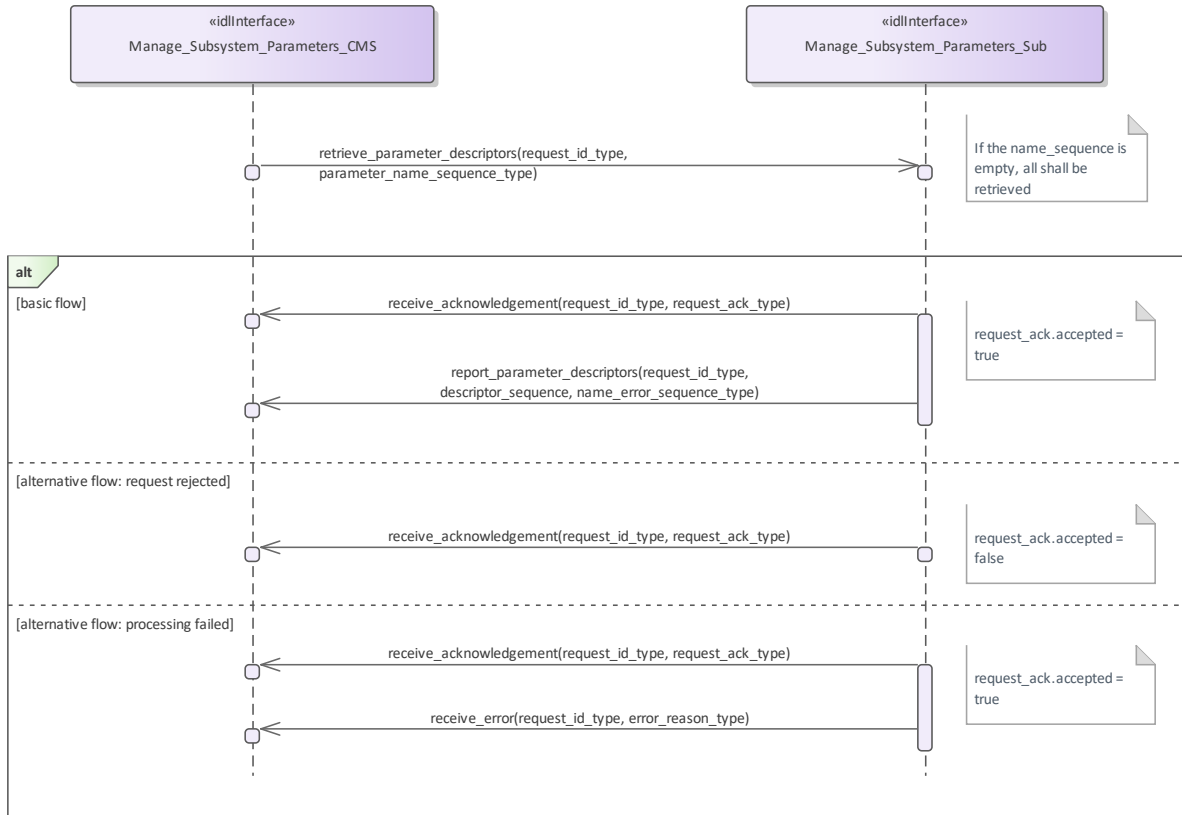 «idlInterface»
Manage_Subsystem_Parameters_CMS
«idlInterface»
Manage_Subsystem_Parameters_Sub
retrieve_parameter_descriptors(request_id_type,
parameter_name_sequence_type)
If the name_sequence is
empty, all shall be
retrieved
alt
[basic flow]
receive_acknowledgement(request_id_type, request_ack_type)
request_ack.accepted =
true
report_parameter_descriptors(request_id_type,
descriptor_sequence, name_error_sequence_type)
[alternative flow: request rejected]
receive_acknowledgement(request_id_type, request_ack_type)
request_ack.accepted =
false
[alternative flow: processing failed]
receive_acknowledgement(request_id_type, request_ack_type)
request_ack.accepted =
true
receive_error(request_id_type, error_reason_type)